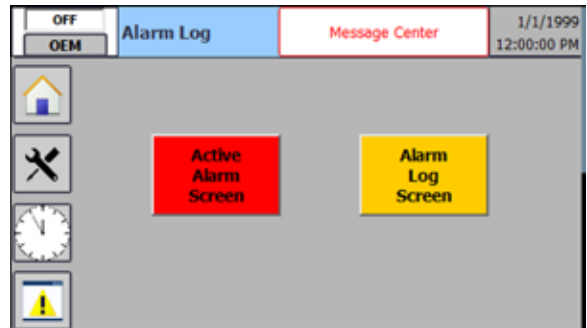 OFF
OEM
Alarm Log
Message Center
1/1/1999
12:00:00 PM
Active
Alarm
Screen
Alarm
Log
Screen